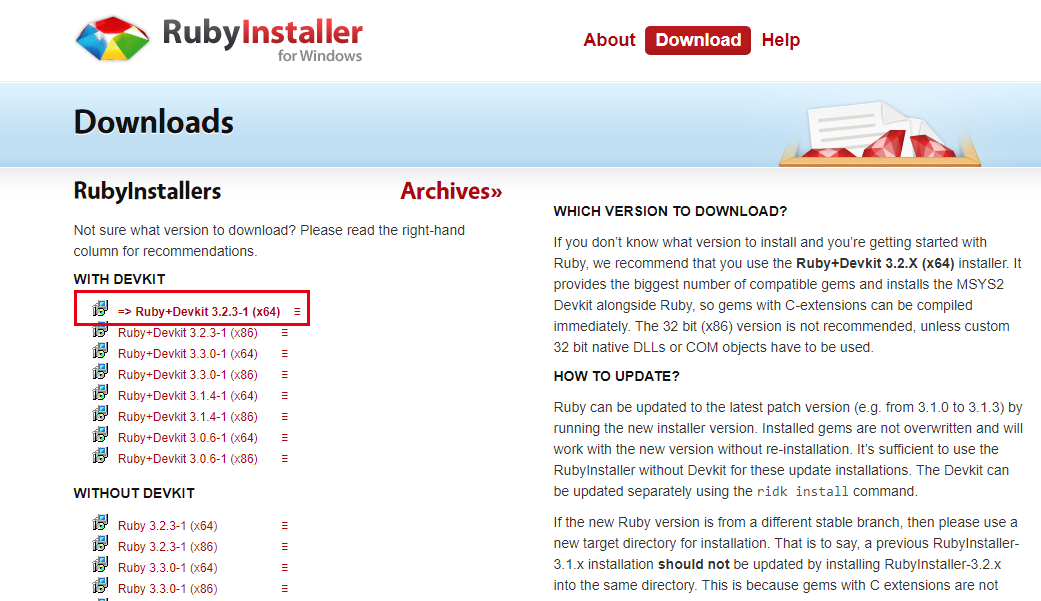 RubyInstaller
for Windows
About Download Help
Downloads
RubyInstallers
Archives»
Not sure what version to download? Please read the right-hand
column for recommendations.
WITH DEVKIT
=> Ruby+Devkit 3.2.3-1 (x64)
Ruby+Devkit 3.2.3-1 (x86)
Ruby+Devkit 3.3.0-1 (x64)
Ruby+Devkit 3.3.0-1 (x86)
Ruby+Devkit 3.1.4-1 (x64)
Ruby+Devkit 3.1.4-1 (x86)
Ruby+Devkit 3.0.6-1 (x64)
Ruby+Devkit 3.0.6-1 (x86)
WITHOUT DEVKIT
Ruby 3.2.3-1 (x64)
Ruby 3.2.3-1 (x86)
Ruby 3.3.0-1 (x64)
Ruby 3.3.0-1 (x86)
WHICH VERSION TO DOWNLOAD?
If you don’t know what version to install and you’re getting started with
Ruby, we recommend that you use the Ruby+Devkit 3.2.X (x64) installer. It
provides the biggest number of compatible gems and installs the MSYS2
Devkit alongside Ruby, so gems with C-extensions can be compiled
immediately. The 32 bit (x86) version is not recommended, unless custom
32 bit native DLLs or COM objects have to be used.
HOW TO UPDATE?
Ruby can be updated to the latest patch version (e.g. from 3.1.0 to 3.1.3) by
running the new installer version. Installed gems are not overwritten and will
work with the new version without re-installation. It’s sufficient to use the
RubyInstaller without Devkit for these update installations. The Devkit can
be updated separately using the ridk install command.
If the new Ruby version is from a different stable branch, then please use a
new target directory for installation. That is to say, a previous RubyInstaller-
3.1.x installation should not be updated by installing RubyInstaller-3.2.x
into the same directory. This is because gems with C extensions are not